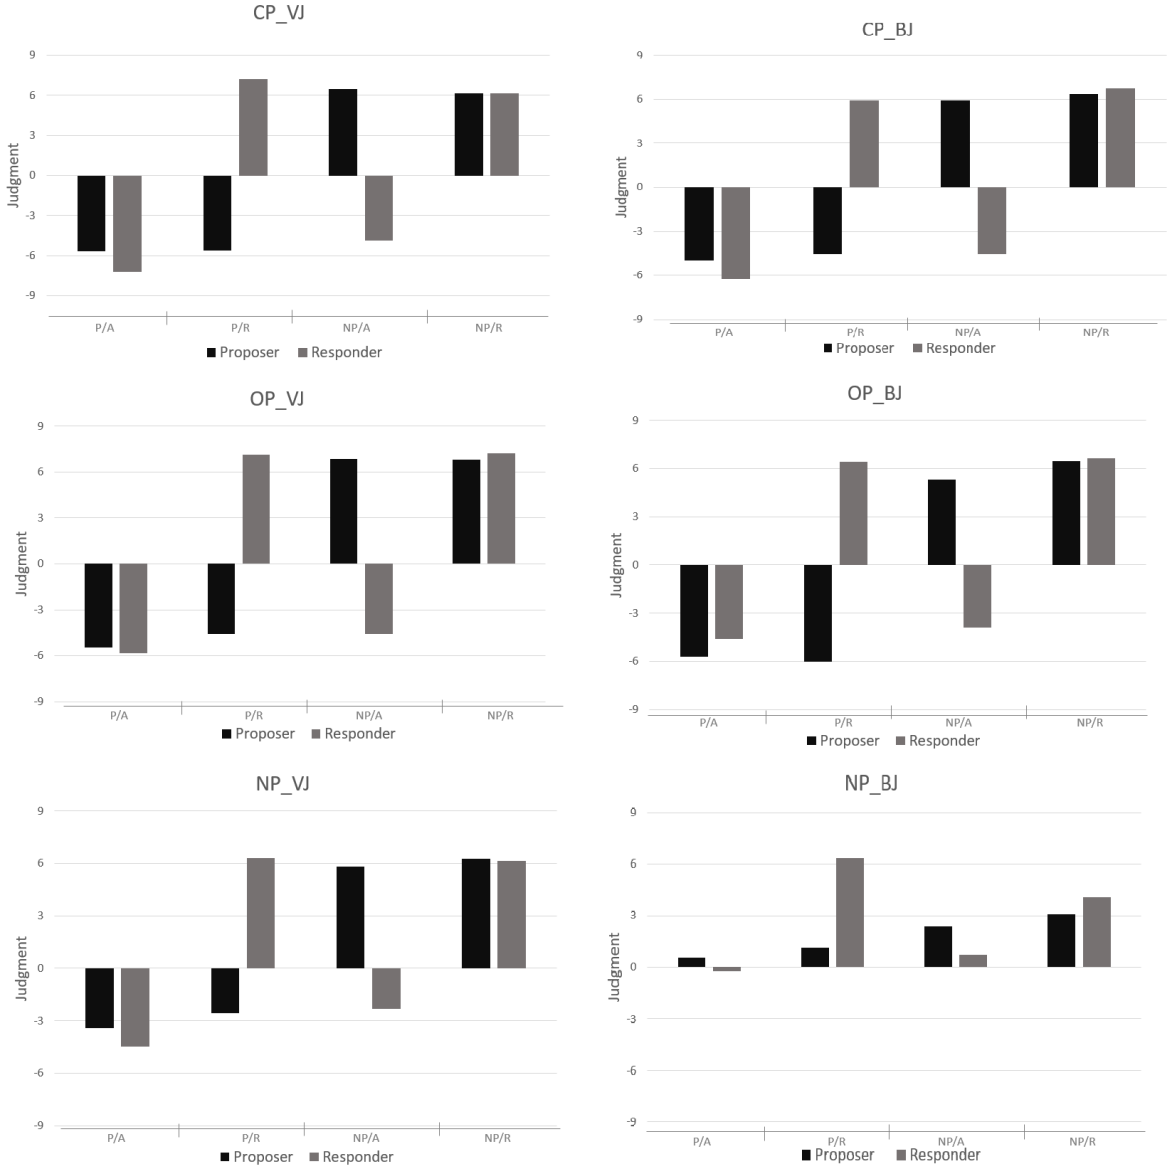 CP_VJ
9
6
3
0
-3
-6
-9
Judgment
P/A P/R NP/A NP/R
Proposer Responder
CP_BJ
9
6
3
0
-3
-6
-9
Judgment
P/A P/R NP/A NP/R
Proposer Responder
OP_VJ
9
6
3
0
-3
-6
-9
Judgment
P/A P/R NP/A NP/R
Proposer Responder
OP_BJ
9
6
3
0
-3
-6
-9
Judgment
P/A P/R NP/A NP/R
Proposer Responder
NP_VJ
9
6
3
0
-3
-6
-9
Judgment
P/A P/R NP/A NP/R
Proposer Responder
NP_BJ
9
6
3
0
-3
-6
-9
Judgment
P/A P/R NP/A NP/R
Proposer Responder